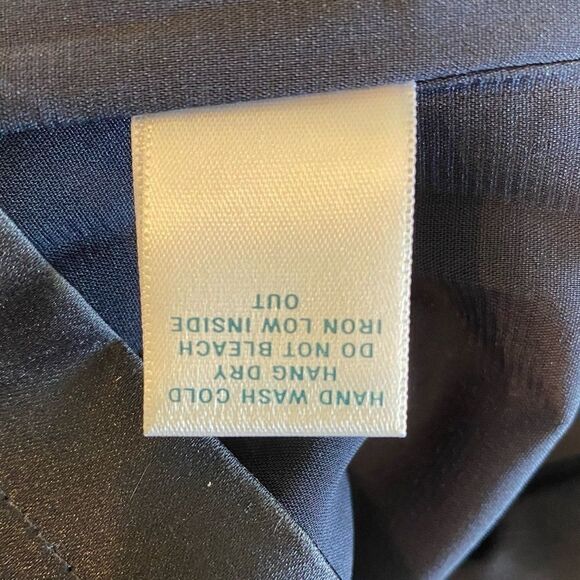 HAND WASH COLD
HANG DRY
DO NOT BLEACH
IRON LOW INSIDE
OUT